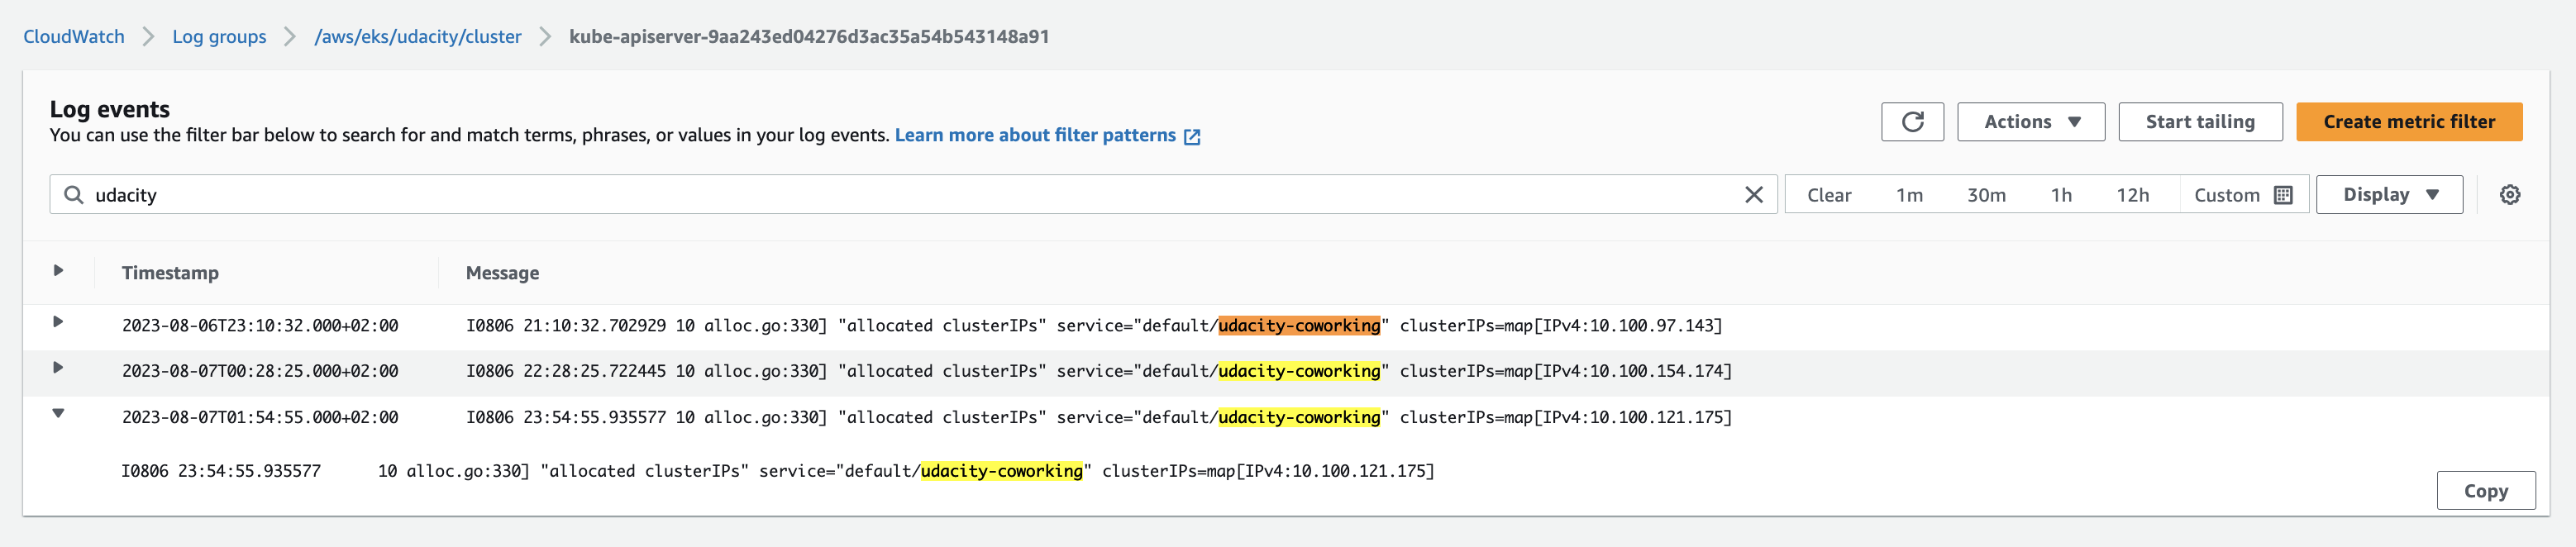 CloudWatch > Log groups > /aws/eks/udacity/cluster > kube-apiserver-9aa243ed04276d3ac35a54b543148a91
Log events
You can use the filter bar below to search for and match terms, phrases, or values in your log events. Learn more about filter patterns
Actions
Start tailing
Create metric filter
udacity
Clear 1m 30m 1h 12h Custom
Display
Timestamp Message
2023-08-06T23:10:32.000+02:00 I0806 21:10:32.702929 10 alloc.go:330] "allocated clusterIPs" service="default/udacity-coworking" clusterIPs=map[IPv4:10.100.97.143]
2023-08-07T00:28:25.000+02:00 I0806 22:28:25.722445 10 alloc.go:330] "allocated clusterIPs" service="default/udacity-coworking" clusterIPs=map[IPv4:10.100.154.174]
2023-08-07T01:54:55.000+02:00 I0806 23:54:55.935577 10 alloc.go:330] "allocated clusterIPs" service="default/udacity-coworking" clusterIPs=map[IPv4:10.100.121.175]
I0806 23:54:55.935577 10 alloc.go:330] "allocated clusterIPs" service="default/udacity-coworking" clusterIPs=map[IPv4:10.100.121.175]
Copy